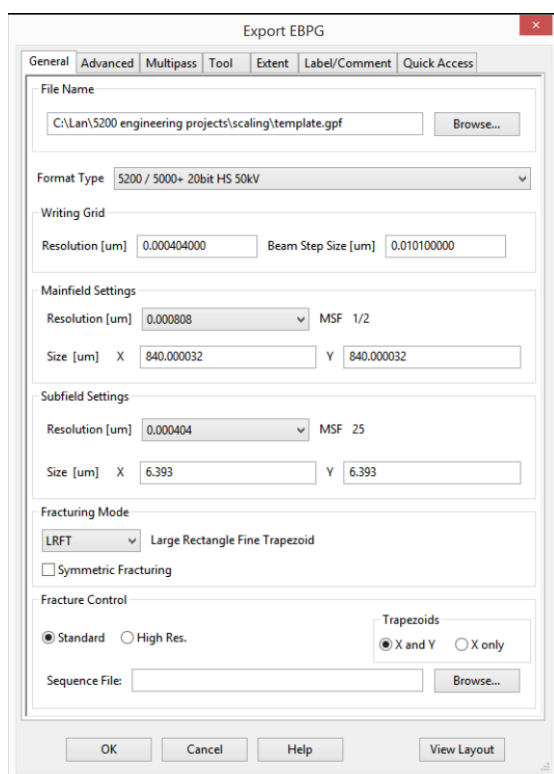 Export EBPG
×
General Advanced Multipass Tool Extent Label/Comment Quick Access
File Name
C:\Lan\5200 engineering projects\scaling\template.gpf Browse...
Format Type 5200 / 5000+ 20bit HS 50kV
Writing Grid
Resolution [um] 0.000404000 Beam Step Size [um] 0.010100000
Mainfield Settings
Resolution [um] 0.000808 MSF 1/2
Size [um] X 840.000032 Y 840.000032
Subfield Settings
Resolution [um] 0.000404 MSF 25
Size [um] X 6.393 Y 6.393
Fracturing Mode
LRFT Large Rectangle Fine Trapezoid
Symmetric Fracturing
Fracture Control
Trapezoids
Standard High Res. X and Y X only
Sequence File: Browse...
OK Cancel Help View Layout